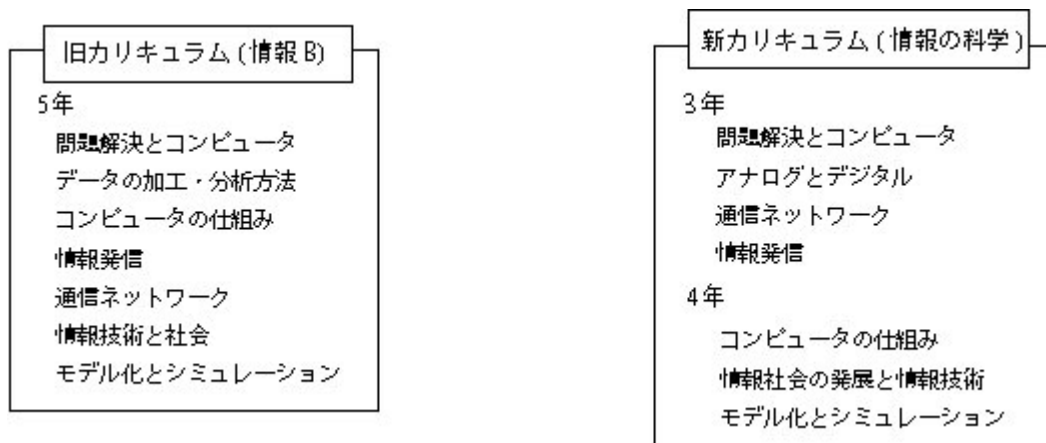 旧カリキュラム(情報B)
5年
問題解決とコンピュータ
データの加工・分析方法
コンピュータの仕組み
情報発信
通信ネットワーク
情報技術と社会
モデル化とシミュレーション
新カリキュラム(情報の科学)
3年
問題解決とコンピュータ
アナログとデジタル
通信ネットワーク
情報発信
4年
コンピュータの仕組み
情報社会の発展と情報技術
モデル化とシミュレーション